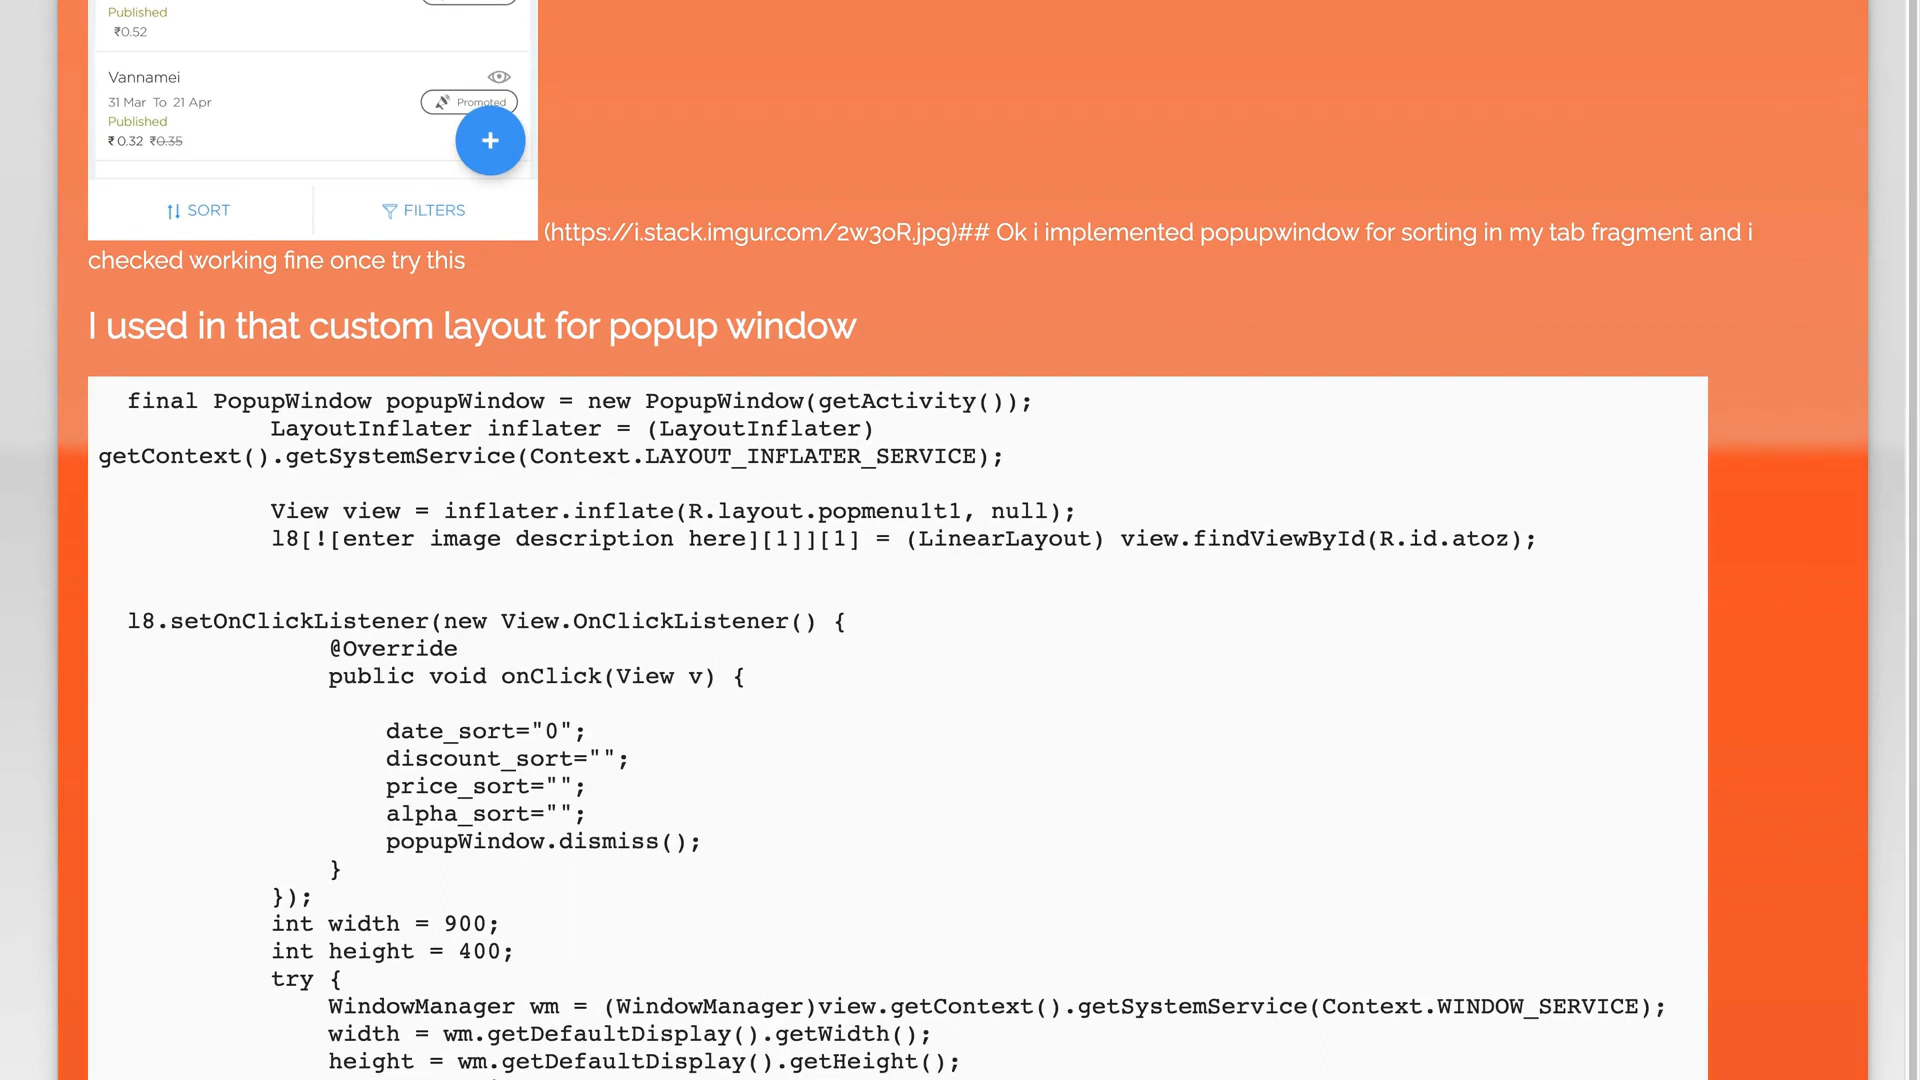 Published
₹0.52
Vannamei
31 Mar To 21 Apr
Promoted
Published
₹ 0.32 ₹0.35
+
SORT
FILTERS
(https://i.stack.imgur.com/2w3oR.jpg)## Ok i implemented popupwindow for sorting in my tab fragment and i
checked working fine once try this
I used in that custom layout for popup window
final PopupWindow popupWindow = new PopupWindow(getActivity());
LayoutInflater inflater = (LayoutInflater)
getContext().getSystemService(Context.LAYOUT_INFLATER_SERVICE);
View view = inflater.inflate(R.layout.popmenu1t1, null);
l8[![enter image description here][1]][1] = (LinearLayout) view.findViewById(R.id.atoz);
l8.setOnClickListener(new View.OnClickListener() {
@Override
public void onClick(View v) {
date_sort="0";
discount_sort="";
price_sort="";
alpha_sort="";
popupWindow.dismiss();
}
});
int width = 900;
int height = 400;
try {
WindowManager wm = (WindowManager)view.getContext().getSystemService(Context.WINDOW_SERVICE);
width = wm.getDefaultDisplay().getWidth();
height = wm.getDefaultDisplay().getHeight();